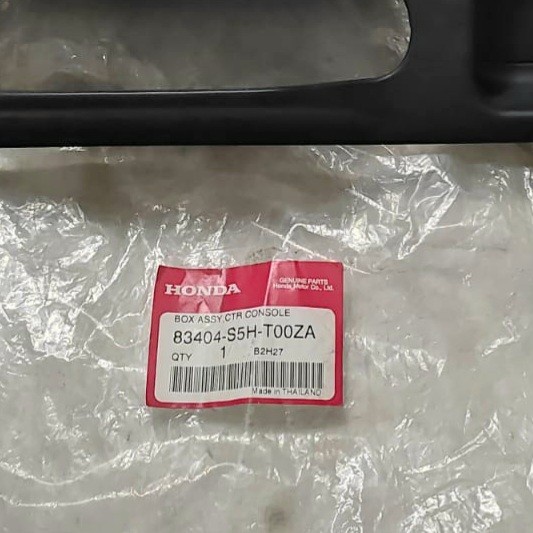 HONDA
GENUINE PARTS
Honda Motor Co., Ltd.
BOX ASSY,CTR CONSOLE
83404-S5H-T00ZA
QTY 1 B2H27
Made in THAILAND